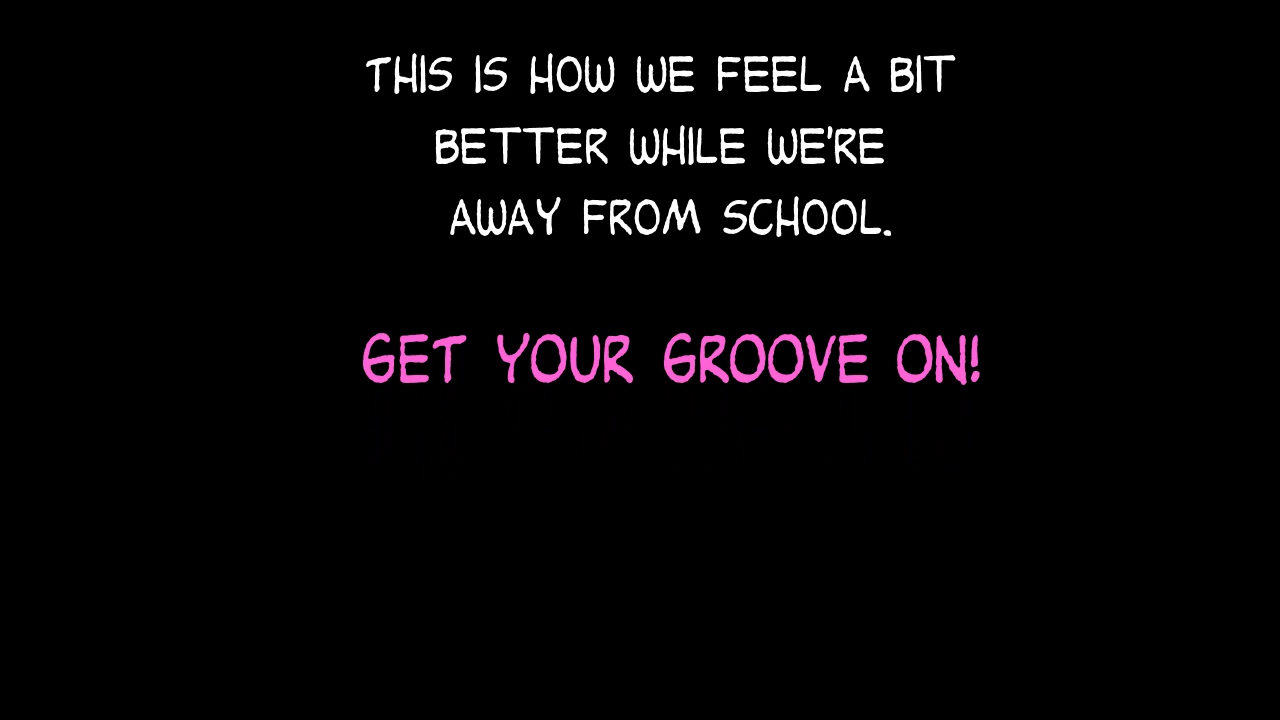 THIS IS HOW WE FEEL A BIT
BETTER WHILE WE'RE
AWAY FROM SCHOOL.
GET YOUR GROOVE ON!